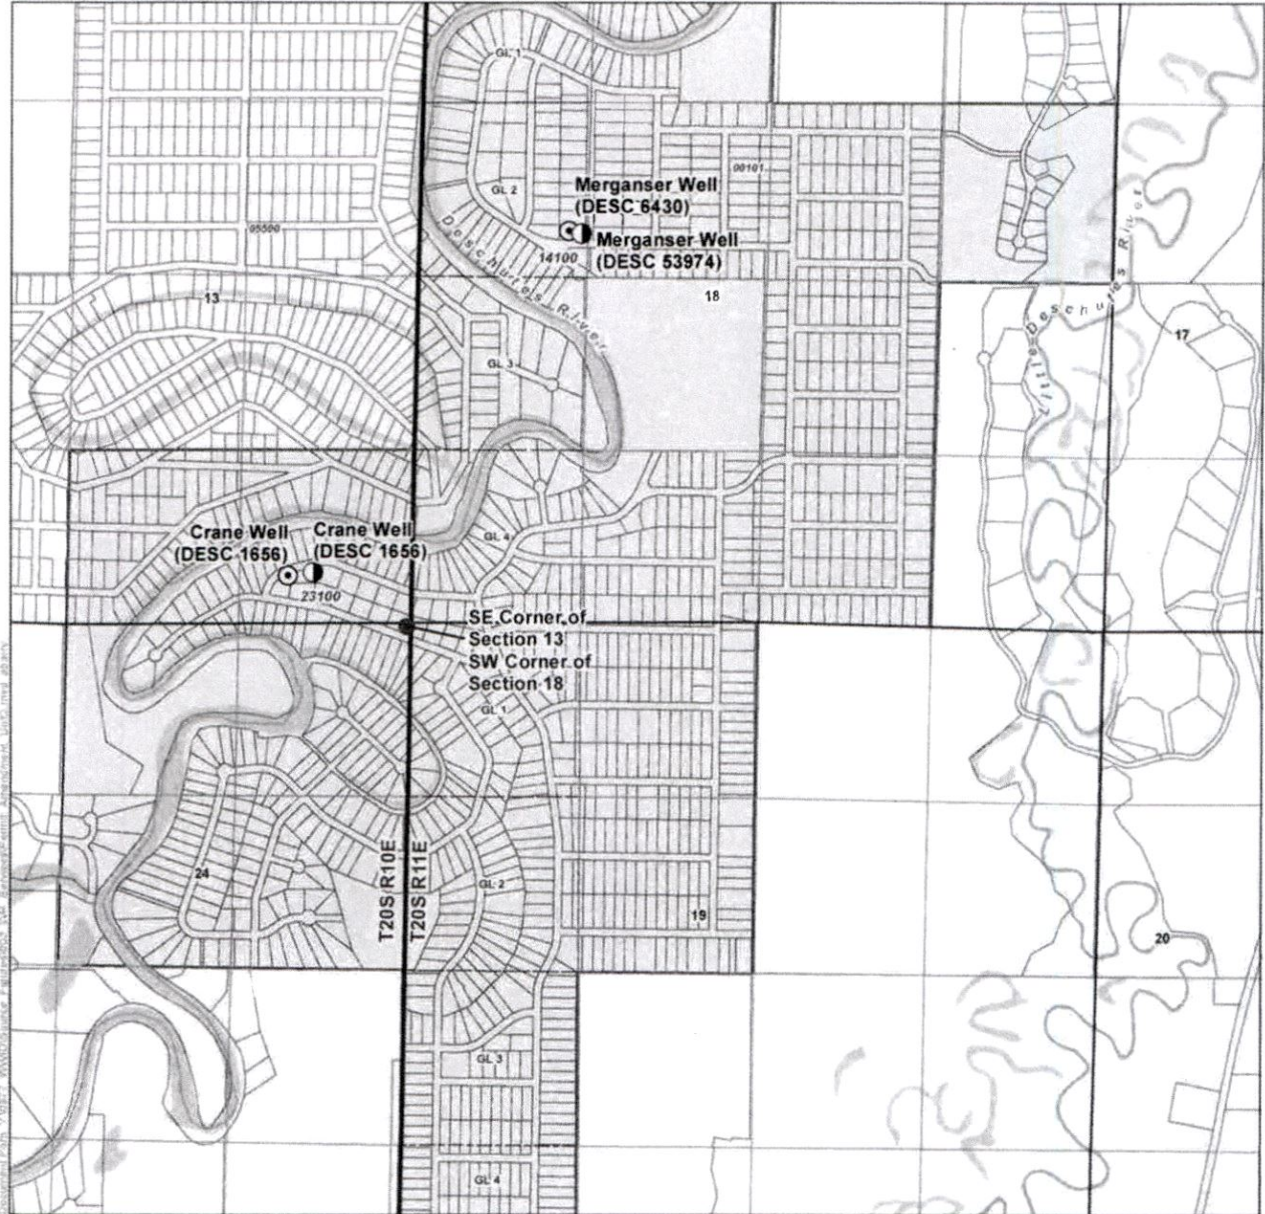 GL 1
GL 2
00101
Merganser Well
(DESC 6430)
Merganser Well
(DESC 53974)
14100
05500
Deschutes River
13
18
GL 3
Little Deschutes River
17
Crane Well
(DESC 1656)
Crane Well
(DESC 1656)
23100
GL 4
SE Corner of
Section 13
SW Corner of
Section 18
GL 1
24
T20S R10E
T20S R11E
GL 2
19
20
GL 3
GL 4